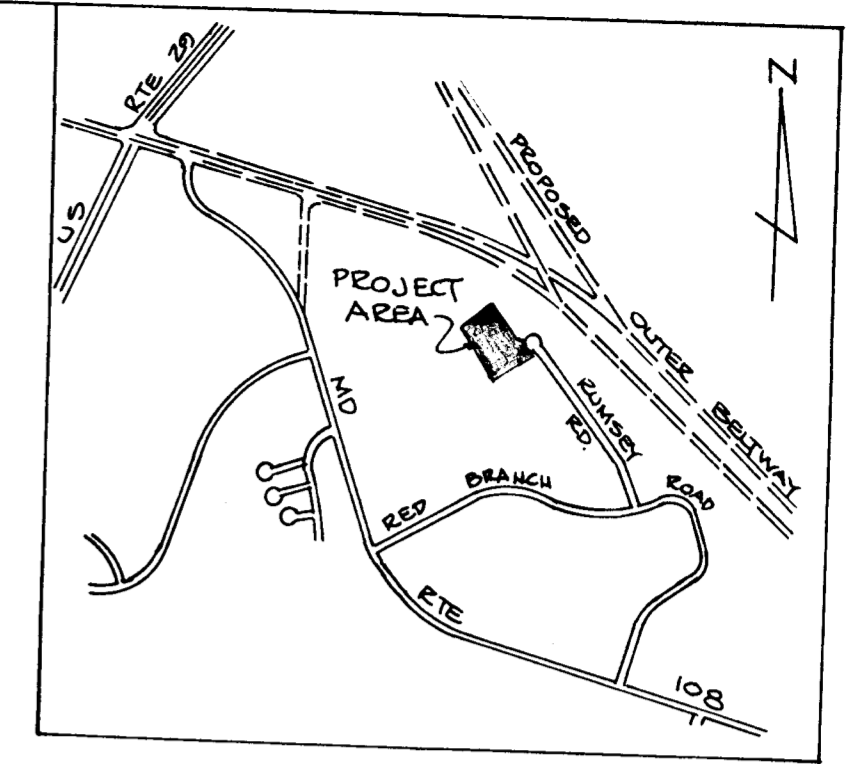 US RTE 29
N
PROPOSED OUTER BELTWAY
PROJECT
AREA
MD RTE 108
RUMSEY
RD.
RED BRANCH ROAD